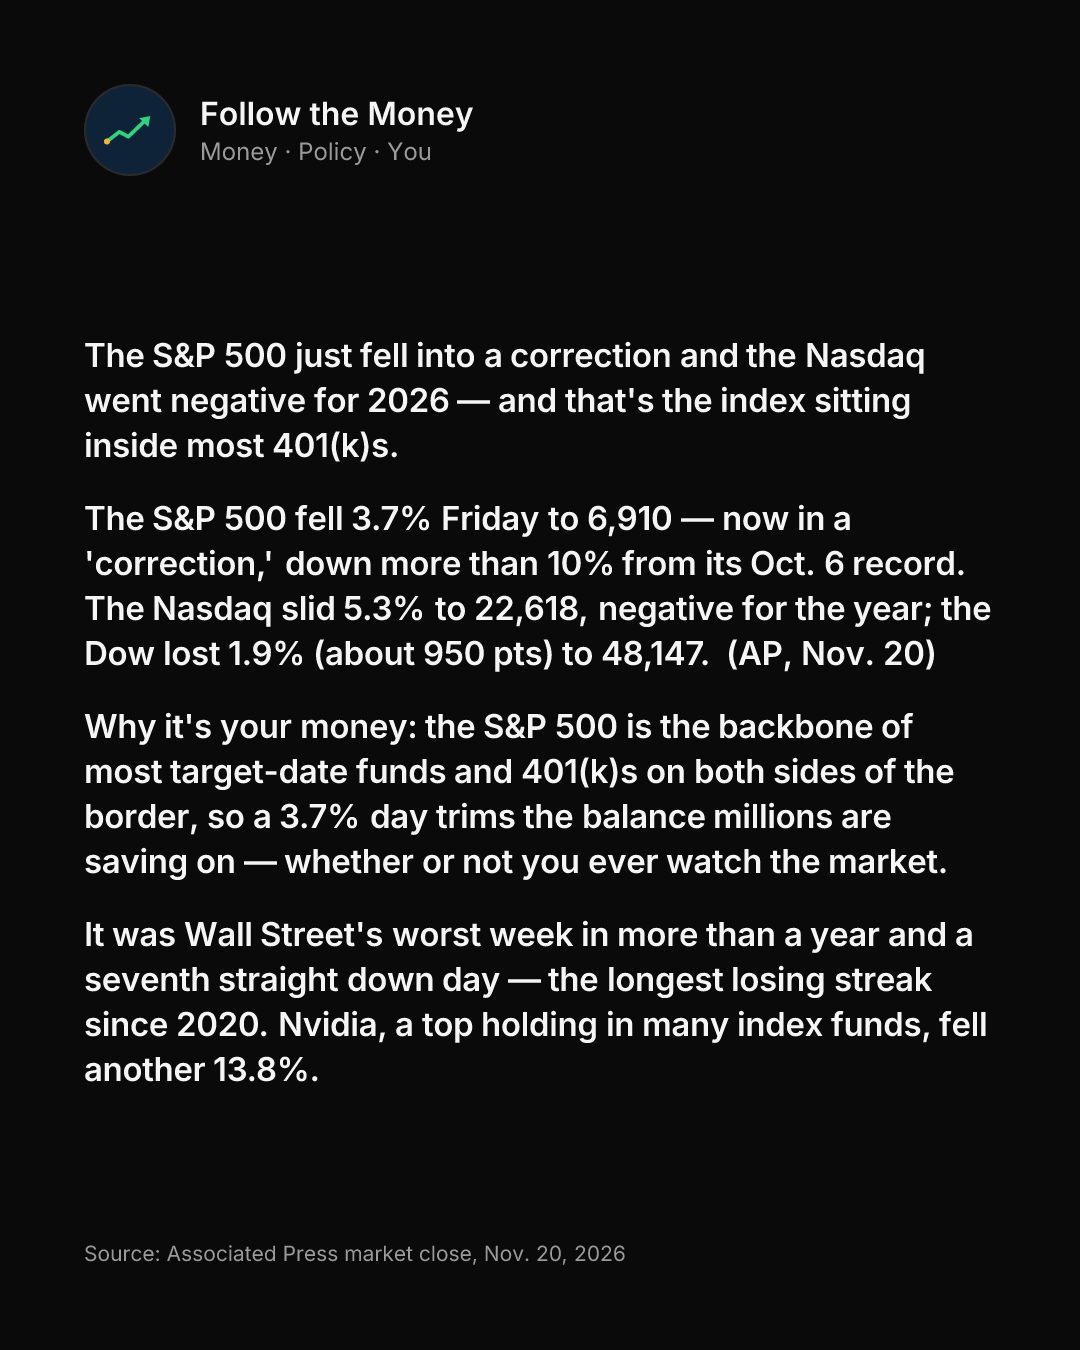 Follow the Money
Money · Policy · You
The S&P 500 just fell into a correction and the Nasdaq
went negative for 2026 — and that's the index sitting
inside most 401(k)s.
The S&P 500 fell 3.7% Friday to 6,910 — now in a
'correction,' down more than 10% from its Oct. 6 record.
The Nasdaq slid 5.3% to 22,618, negative for the year; the
Dow lost 1.9% (about 950 pts) to 48,147. (AP, Nov. 20)
Why it's your money: the S&P 500 is the backbone of
most target-date funds and 401(k)s on both sides of the
border, so a 3.7% day trims the balance millions are
saving on — whether or not you ever watch the market.
It was Wall Street's worst week in more than a year and a
seventh straight down day — the longest losing streak
since 2020. Nvidia, a top holding in many index funds, fell
another 13.8%.
Source: Associated Press market close, Nov. 20, 2026